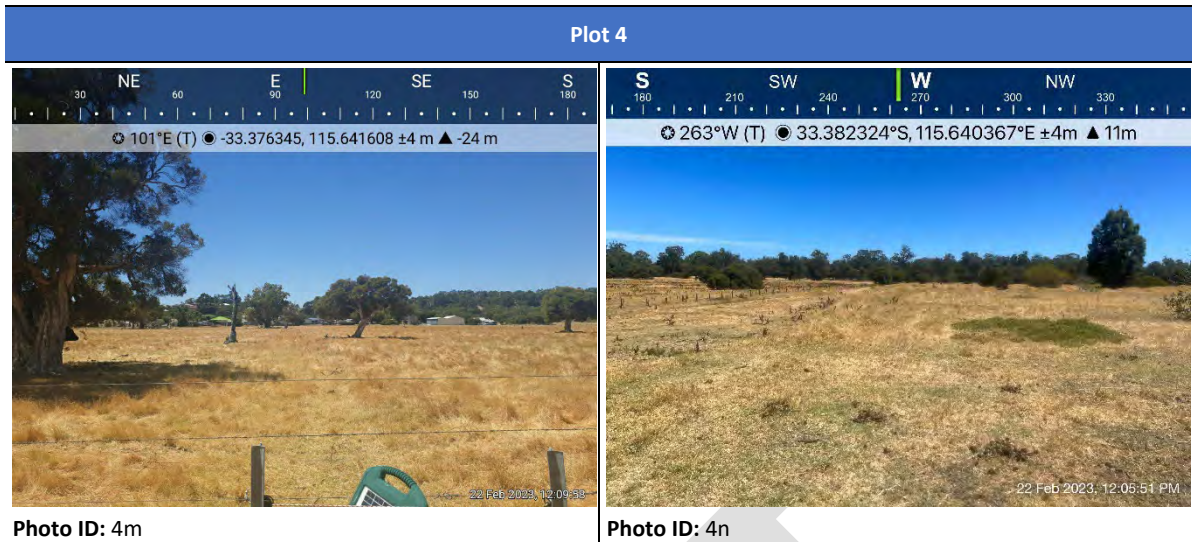 Plot 4
NE E SE S
30 60 90 120 150 180
101°E (T) -33.376345, 115.641608 ±4 m ▲ -24 m
22 Feb 2023, 12:09:58
Photo ID: 4m
S SW W NW
180 210 240 270 300 330
263°W (T) 33.382324°S, 115.640367°E ±4m ▲ 11m
22 Feb 2023, 12:05:51 PM
Photo ID: 4n